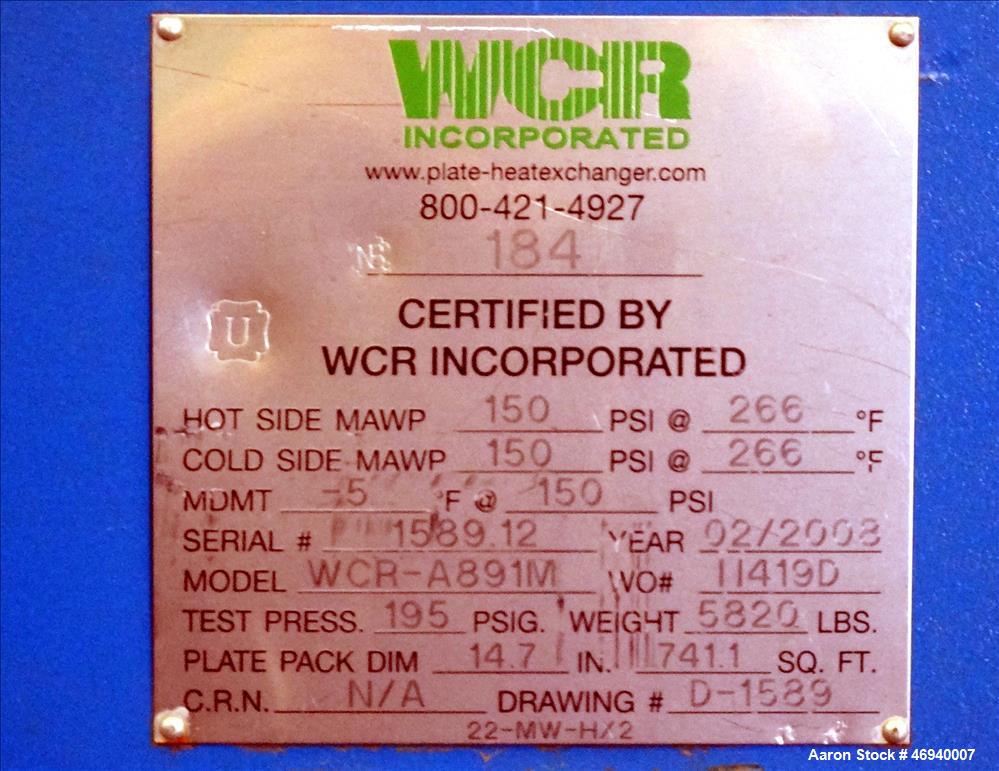 WCR
INCORPORATED
www.plate-heatexchanger.com
800-421-4927
NB 184
U
CERTIFIED BY
WCR INCORPORATED
HOT SIDE MAWP 150 PSI @ 266 °F
COLD SIDE MAWP 150 PSI @ 266 °F
MDMT -5 °F @ 150 PSI
SERIAL # 1589.12 YEAR 02/2008
MODEL WCR-A891M WO# 11419D
TEST PRESS. 195 PSIG. WEIGHT 5820 LBS.
PLATE PACK DIM 14.7 IN. 741.1 SQ. FT.
C.R.N. N/A DRAWING # D-1589
22-MW-HX2
Aaron Stock # 46940007